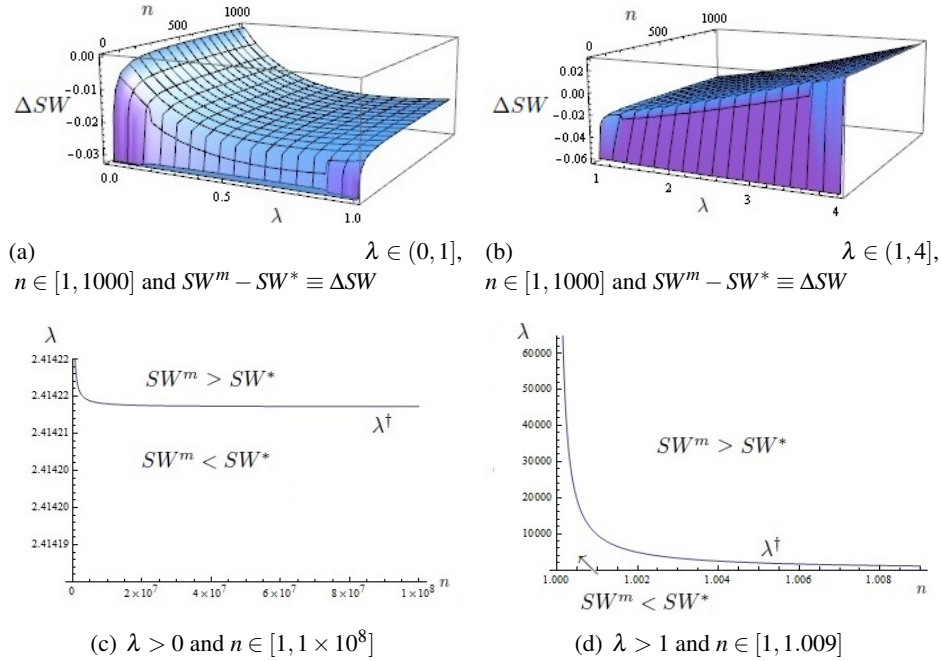 n
0
500
1000
0.00
-0.01
-0.02
-0.03
ΔSW
0.0
0.5
1.0
λ
(a) λ ∈ (0,1],
n ∈ [1,1000] and SW^m − SW^* ≡ ΔSW
n
0
500
1000
0.02
0.00
-0.02
-0.04
-0.06
ΔSW
1
2
3
4
λ
(b) λ ∈ (1,4],
n ∈ [1,1000] and SW^m − SW^* ≡ ΔSW
λ
2.41422
2.41422
2.41421
2.41420
2.41420
2.41419
SW^m > SW^*
λ^†
SW^m < SW^*
0
2×10^7
4×10^7
6×10^7
8×10^7
1×10^8
n
(c) λ > 0 and n ∈ [1,1 × 10^8]
λ
60000
50000
40000
30000
20000
10000
SW^m > SW^*
λ^†
1.000
1.002
1.004
1.006
1.008
n
SW^m < SW^*
(d) λ > 1 and n ∈ [1,1.009]